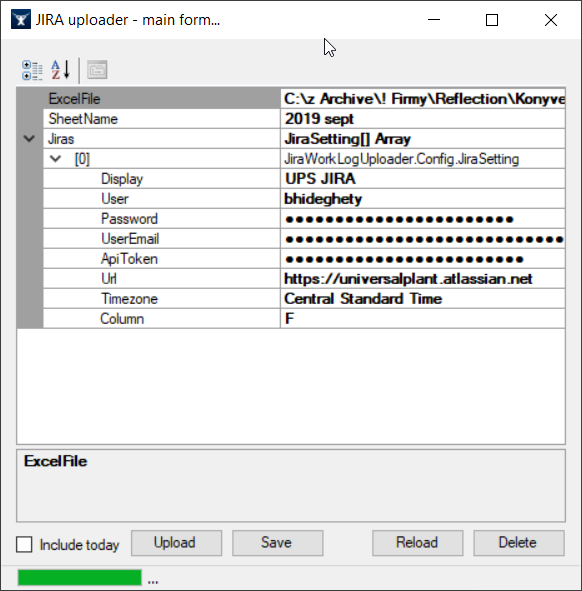 JIRA uploader - main form...
ExcelFile C:\z Archive\! Firmy\Reflection\Konyve
SheetName 2019 sept
Jiras JiraSetting[] Array
[0] JiraWorkLogUploader.Config.JiraSetting
Display UPS JIRA
User bhideghety
Password ●●●●●●●●●●●●●●●●●●●●●●●
UserEmail ●●●●●●●●●●●●●●●●●●●●●●●●●●●●
ApiToken ●●●●●●●●●●●●●●●●●●●●●●●●
Url https://universalplant.atlassian.net
Timezone Central Standard Time
Column F
ExcelFile
Include today Upload Save Reload Delete
...